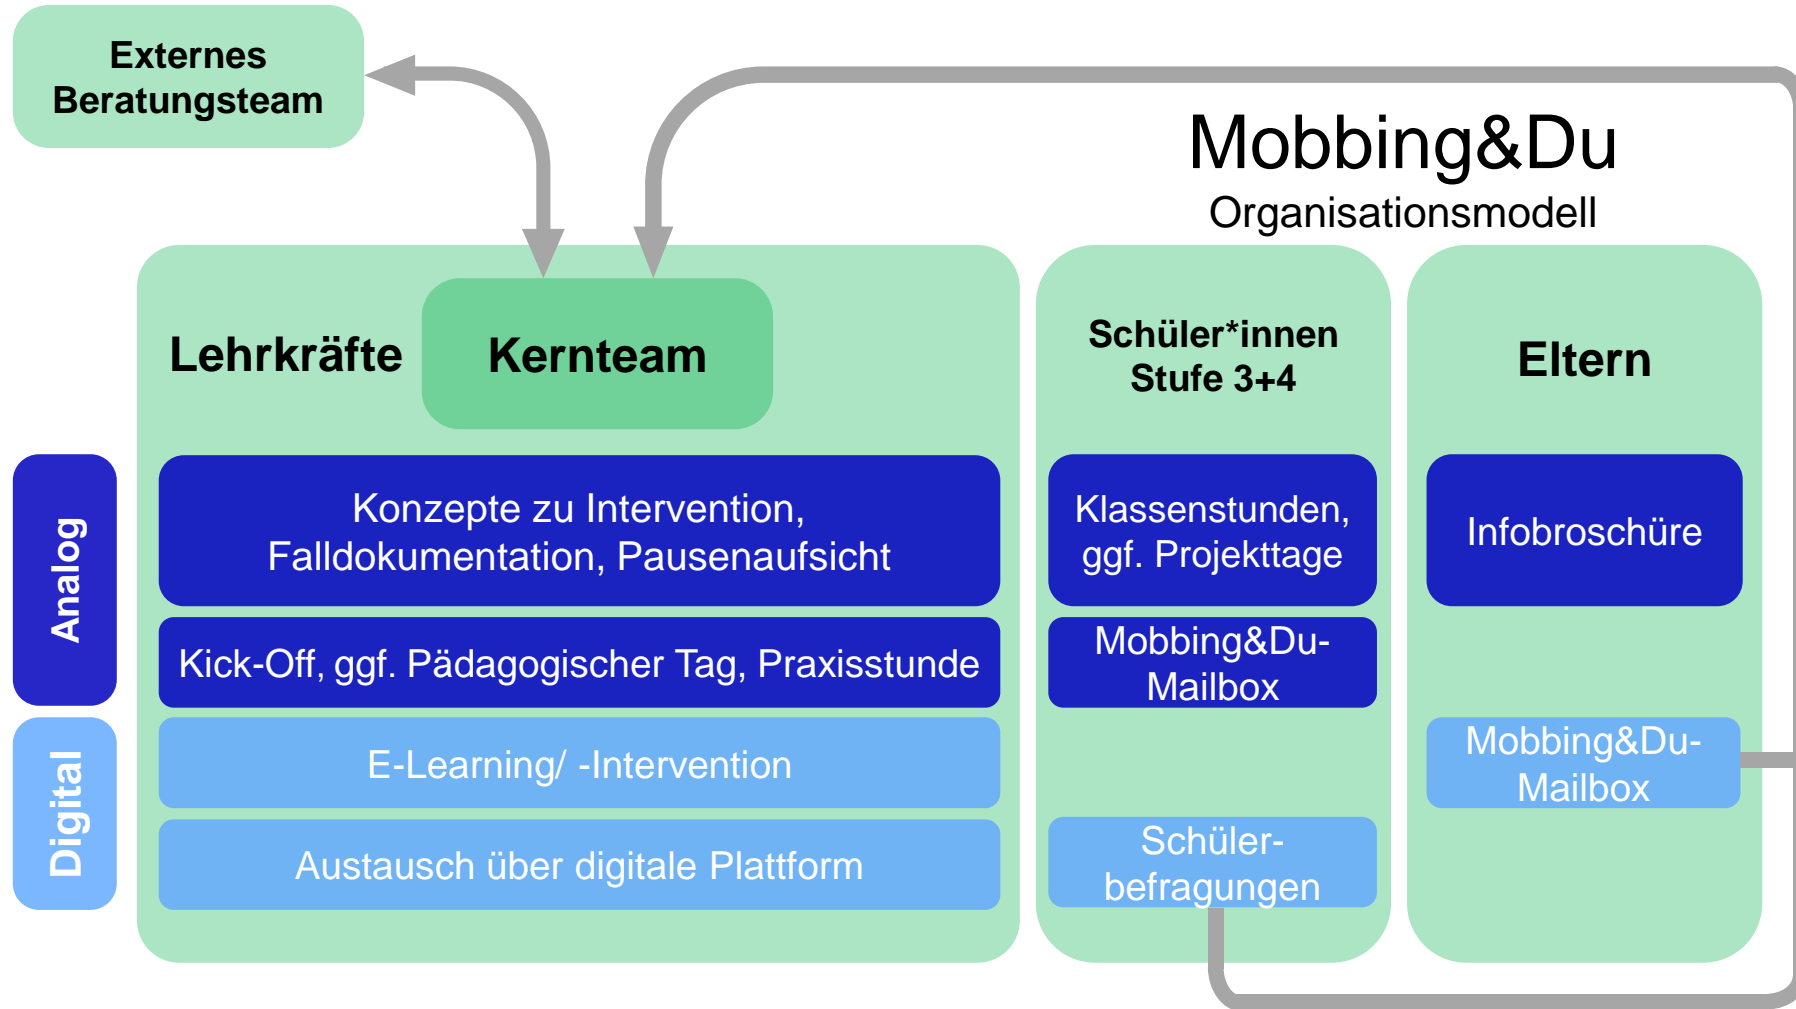 Externes
Beratungsteam
Mobbing&Du
Organisationsmodell
Lehrkräfte
Kernteam
Schüler*innen
Stufe 3+4
Eltern
Analog
Konzepte zu Intervention,
Falldokumentation, Pausenaufsicht
Klassenstunden,
ggf. Projekttage
Infobroschüre
Kick-Off, ggf. Pädagogischer Tag, Praxisstunde
Mobbing&Du-
Mailbox
Digital
E-Learning/ -Intervention
Mobbing&Du-
Mailbox
Austausch über digitale Plattform
Schüler-
befragungen